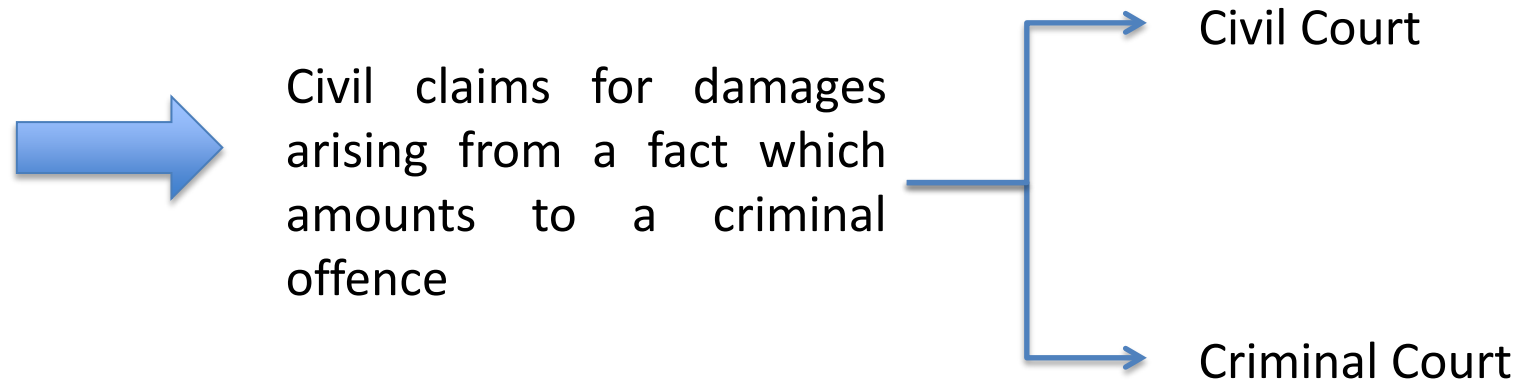 Civil Court
Civil claims for damages
arising from a fact which
amounts to a criminal
offence
Criminal Court